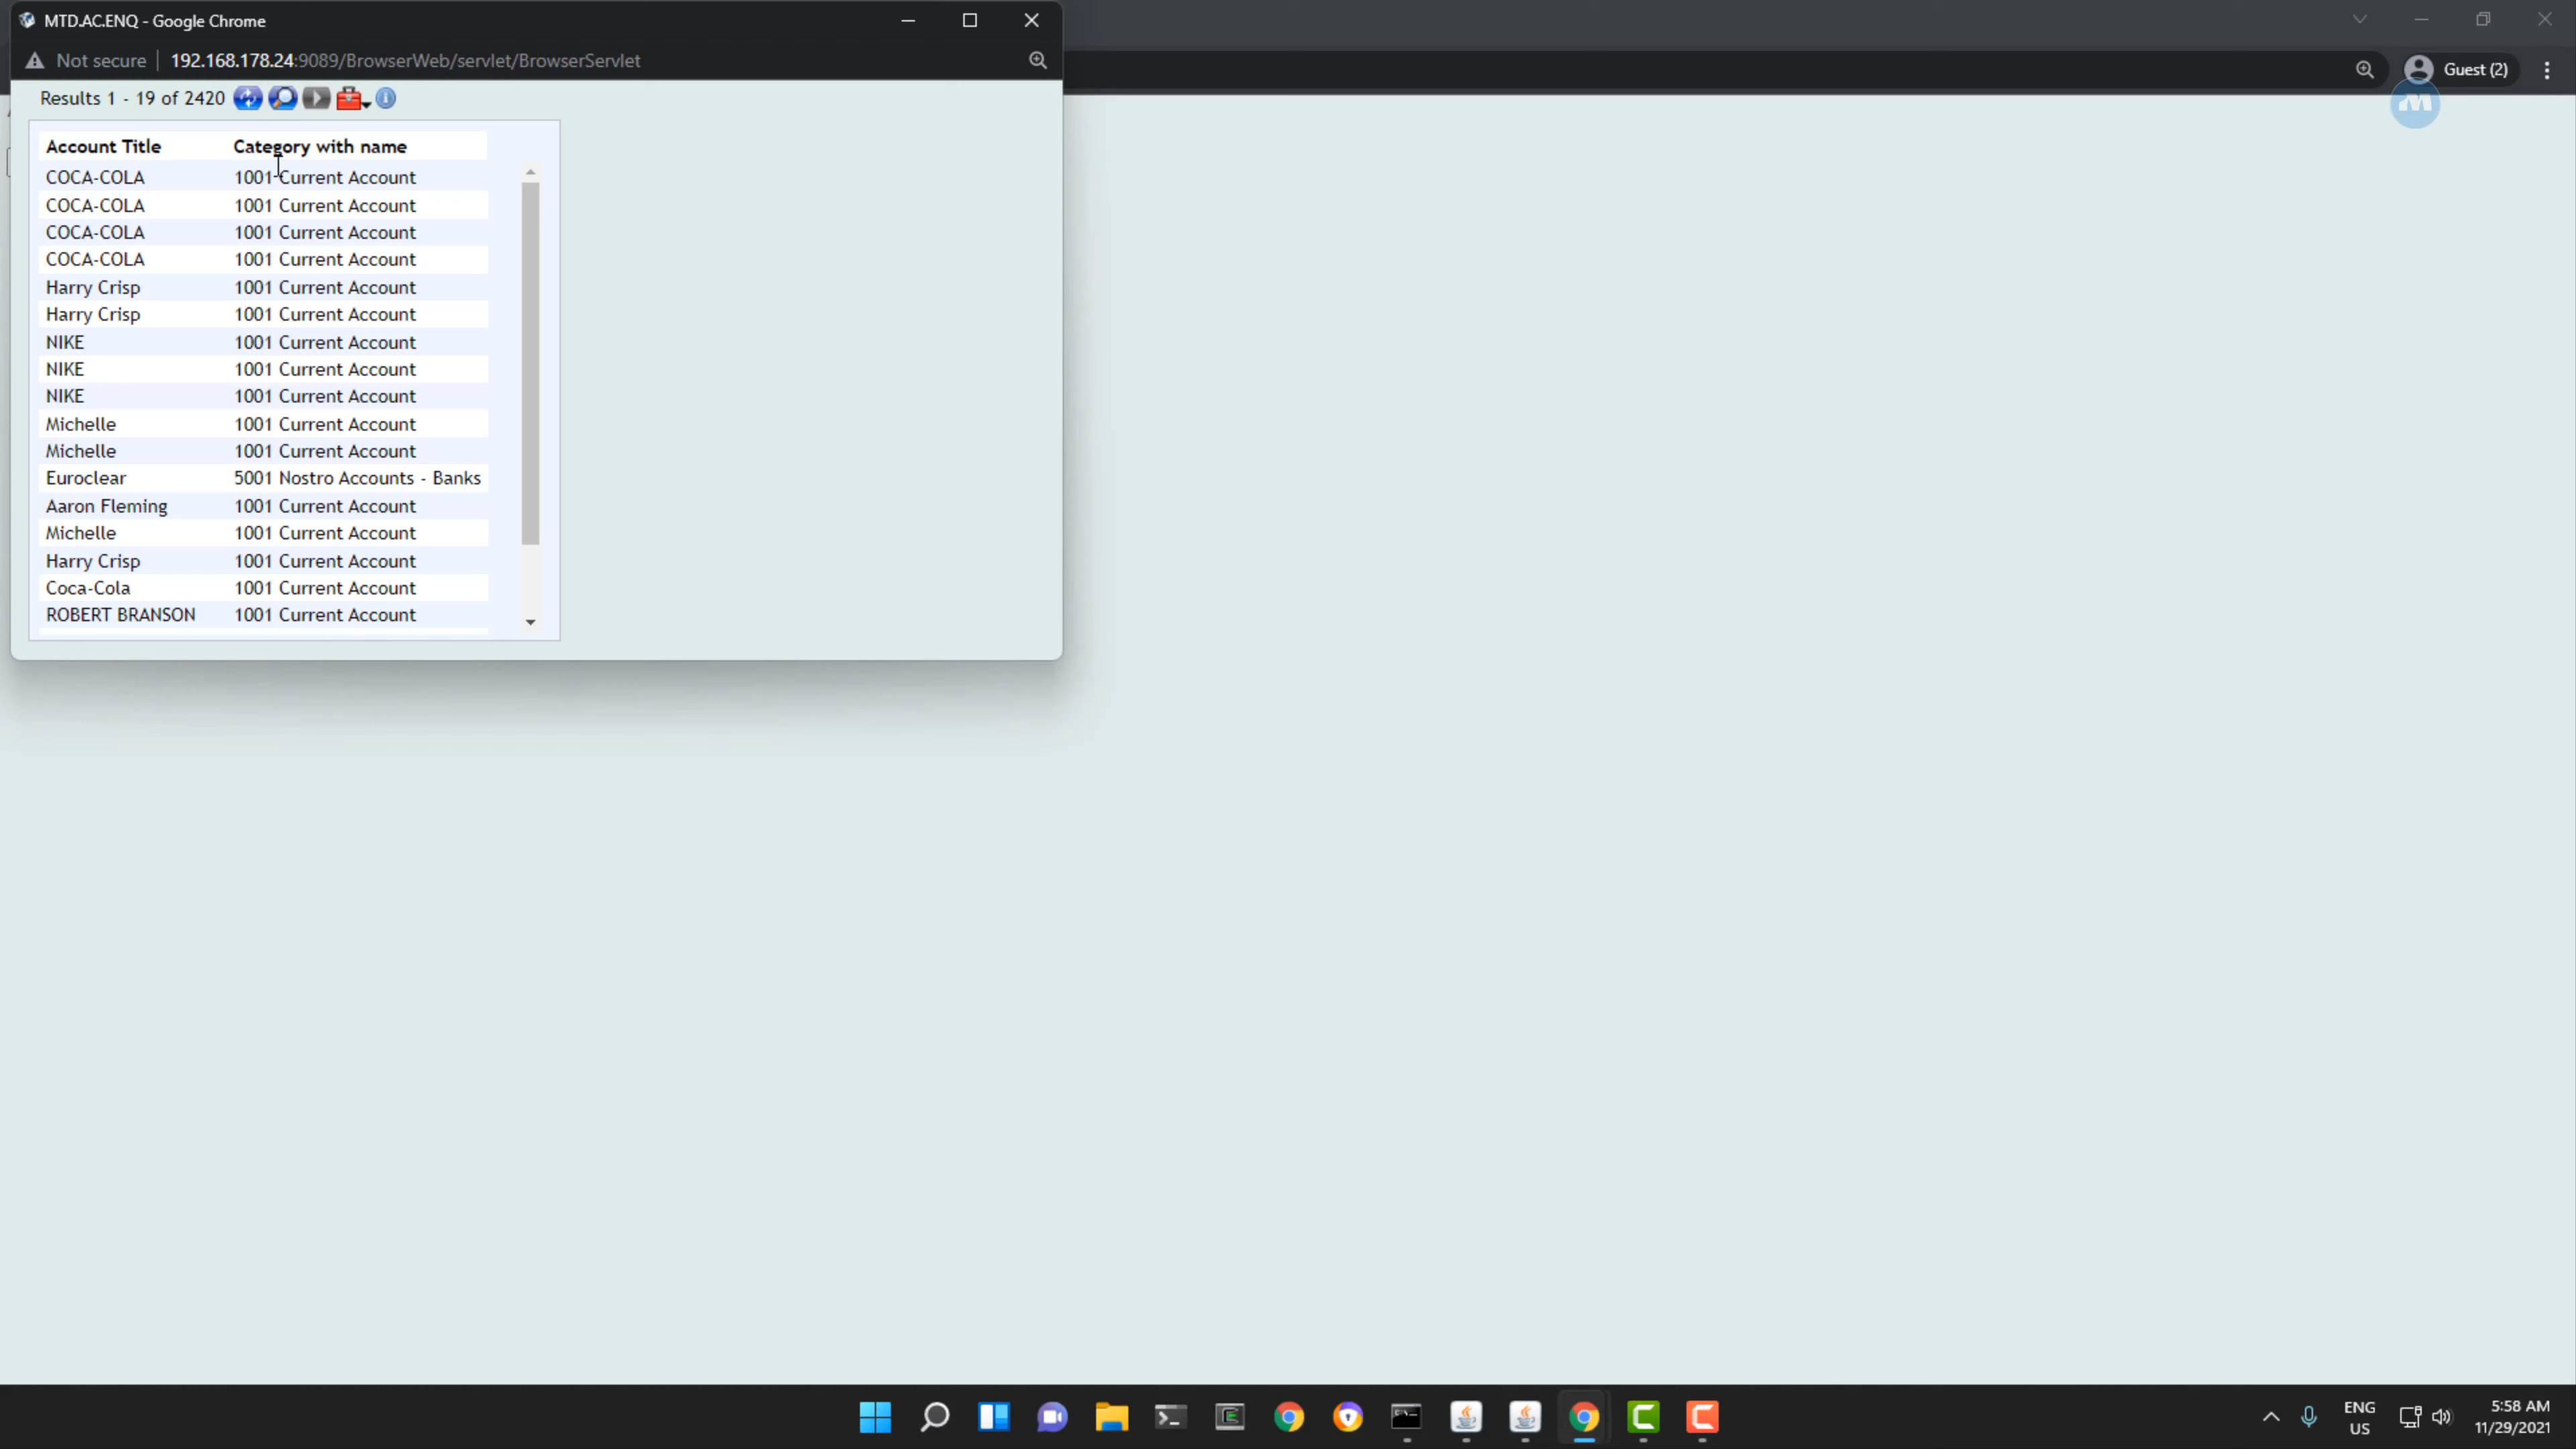 MTD.AC.ENQ - Google Chrome
Not secure 192.168.178.24:9089/BrowserWeb/servlet/BrowserServlet
Guest (2)
Results 1 - 19 of 2420
Account Title Category with name
COCA-COLA 1001 Current Account
COCA-COLA 1001 Current Account
COCA-COLA 1001 Current Account
COCA-COLA 1001 Current Account
Harry Crisp 1001 Current Account
Harry Crisp 1001 Current Account
NIKE 1001 Current Account
NIKE 1001 Current Account
NIKE 1001 Current Account
Michelle 1001 Current Account
Michelle 1001 Current Account
Euroclear 5001 Nostro Accounts - Banks
Aaron Fleming 1001 Current Account
Michelle 1001 Current Account
Harry Crisp 1001 Current Account
Coca-Cola 1001 Current Account
ROBERT BRANSON 1001 Current Account
ENG
US
5:58 AM
11/29/2021